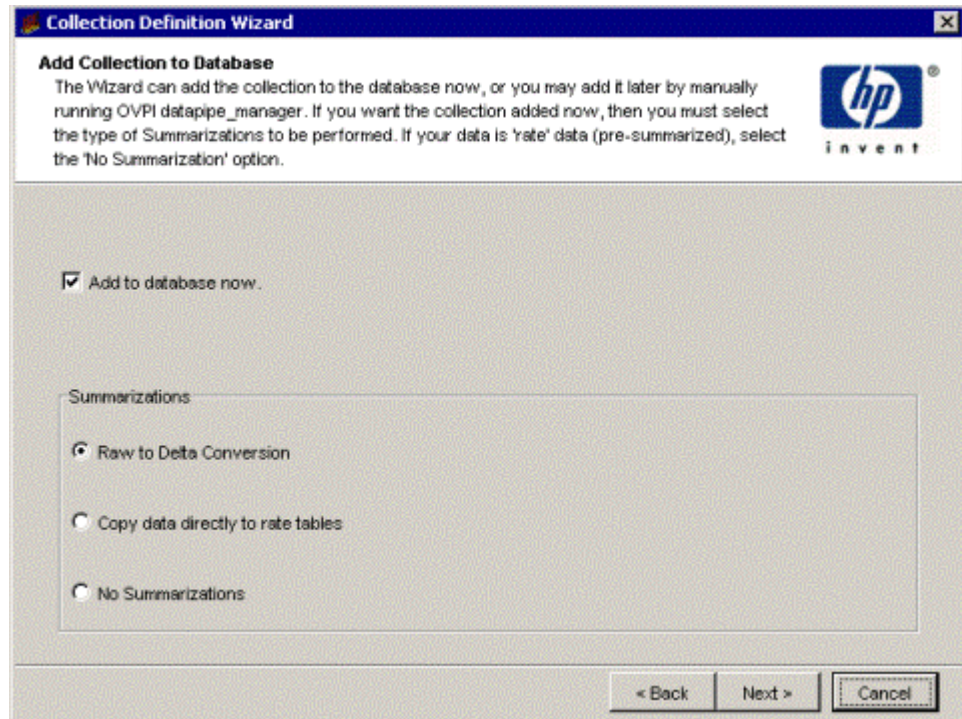 Collection Definition Wizard
Add Collection to Database
The Wizard can add the collection to the database now, or you may add it later by manually
running OVPI datapipe_manager. If you want the collection added now, then you must select
the type of Summarizations to be performed. If your data is 'rate' data (pre-summarized), select
the 'No Summarization' option.
hp
®
invent
Add to database now.
Summarizations
Raw to Delta Conversion
Copy data directly to rate tables
No Summarizations
< Back
Next >
Cancel